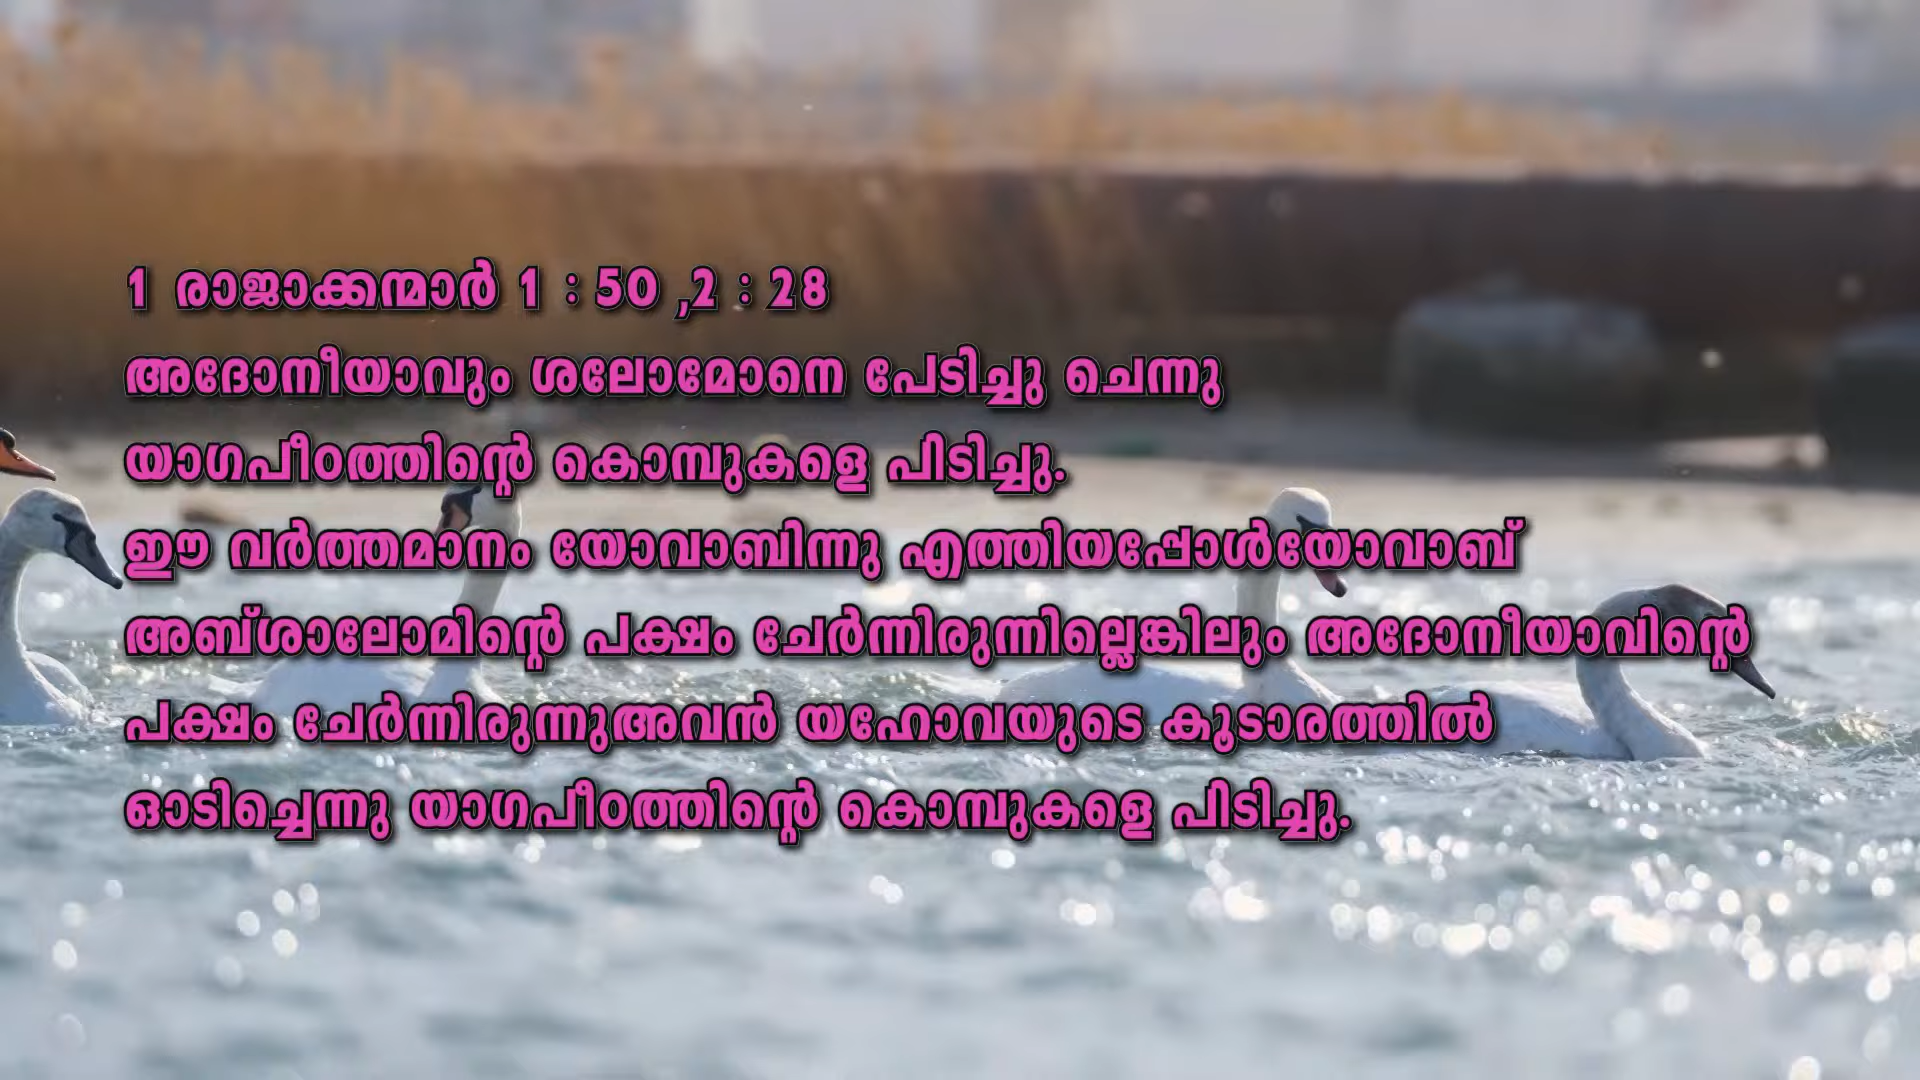 1 രാജാക്കന്മാർ 1 : 50 ,2 : 28
അദോനീയാവും ശലോമോനെ പേടിച്ചു ചെന്നു
യാഗപീഠത്തിന്റെ കൊമ്പുകളെ പിടിച്ചു.
ഈ വർത്തമാനം യോവാബിന്നു എത്തിയപ്പോൾയോവാബ്
അബ്ശാലോമിന്റെ പക്ഷം ചേർന്നിരുന്നില്ലെങ്കിലും അദോനീയാവിന്റെ
പക്ഷം ചേർന്നിരുന്നുഅവൻ യഹോവയുടെ കൂടാരത്തിൽ
ഓടിച്ചെന്നു യാഗപീഠത്തിന്റെ കൊമ്പുകളെ പിടിച്ചു.